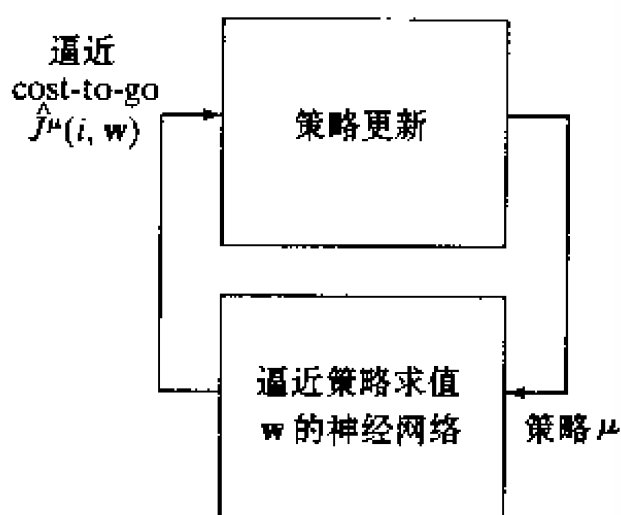 逼近
cost-to-go
Ĵ^μ(i, w)
策略更新
逼近策略求值
w 的神经网络
策略 μ